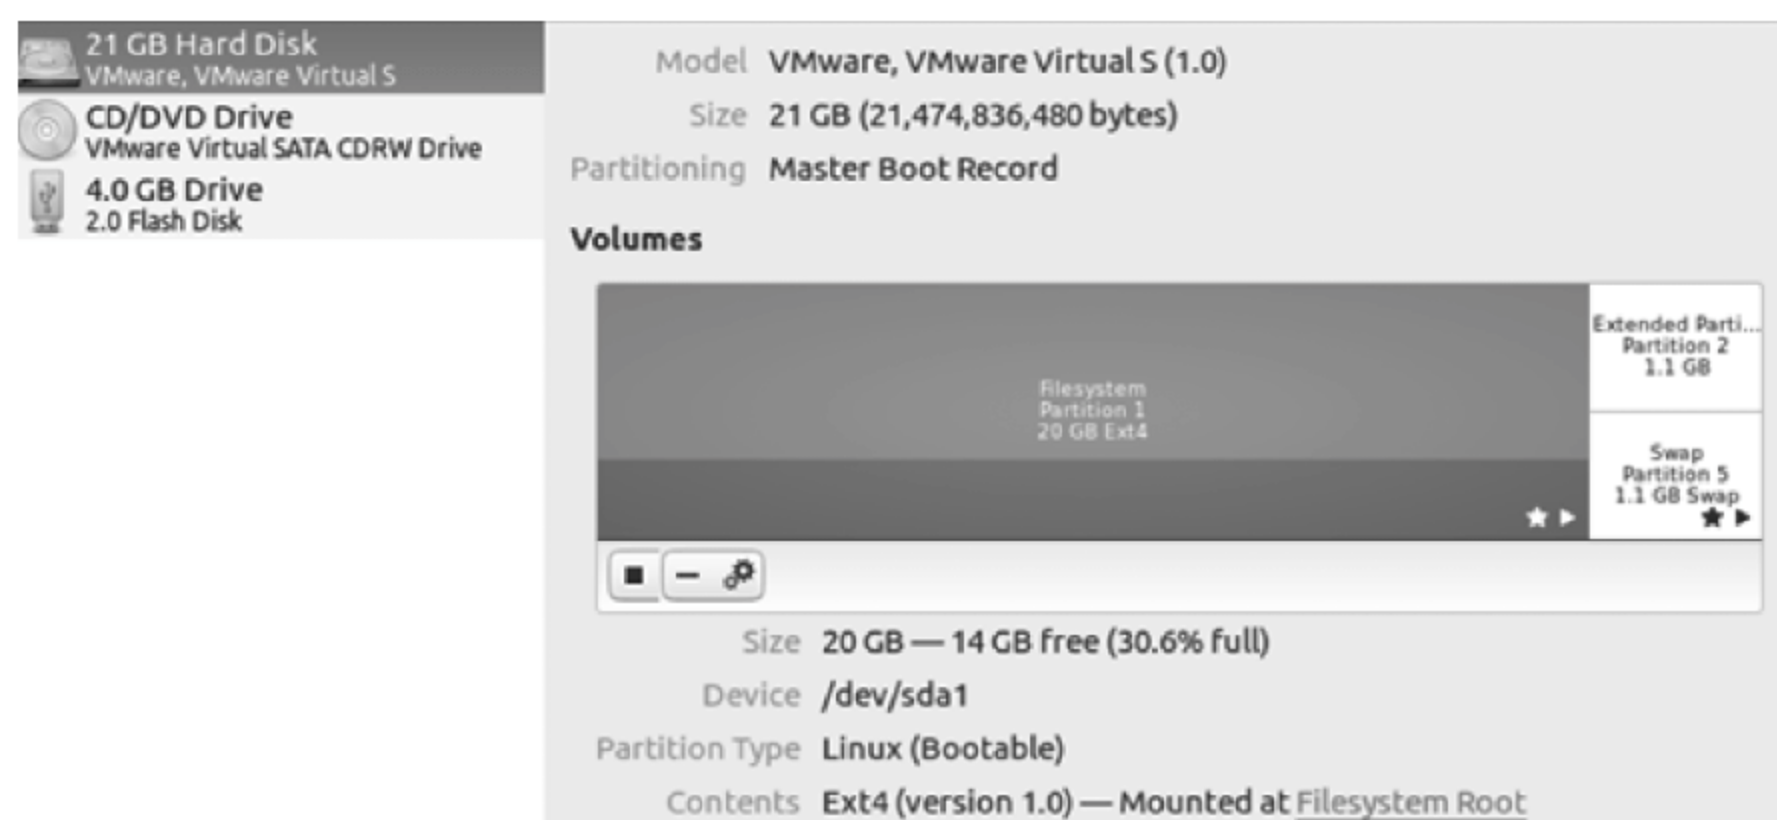 21 GB Hard Disk
VMware, VMware Virtual S
CD/DVD Drive
VMware Virtual SATA CDRW Drive
4.0 GB Drive
2.0 Flash Disk
Model VMware, VMware Virtual S (1.0)
Size 21 GB (21,474,836,480 bytes)
Partitioning Master Boot Record
Volumes
Filesystem
Partition 1
20 GB Ext4
Extended Parti...
Partition 2
1.1 GB
Swap
Partition 5
1.1 GB Swap
Size 20 GB — 14 GB free (30.6% full)
Device /dev/sda1
Partition Type Linux (Bootable)
Contents Ext4 (version 1.0) — Mounted at Filesystem Root